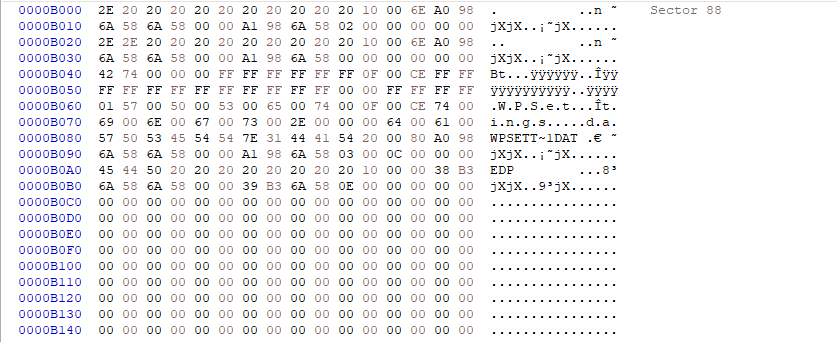 0000B000 2E 20 20 20 20 20 20 20 20 20 20 10 00 6E A0 98 .          ..n ˜ Sector 88
0000B010 6A 58 6A 58 00 00 A1 98 6A 58 02 00 00 00 00 00 jXjX..¡˜jX......
0000B020 2E 2E 20 20 20 20 20 20 20 20 20 10 00 6E A0 98 ..         ..n ˜
0000B030 6A 58 6A 58 00 00 A1 98 6A 58 00 00 00 00 00 00 jXjX..¡˜jX......
0000B040 42 74 00 00 00 FF FF FF FF FF FF 0F 00 CE FF FF Bt...ÿÿÿÿÿÿ..Îÿÿ
0000B050 FF FF FF FF FF FF FF FF FF FF 00 00 FF FF FF FF ÿÿÿÿÿÿÿÿÿÿ..ÿÿÿÿ
0000B060 01 57 00 50 00 53 00 65 00 74 00 0F 00 CE 74 00 .W.P.S.e.t...Ît.
0000B070 69 00 6E 00 67 00 73 00 2E 00 00 00 64 00 61 00 i.n.g.s.....d.a.
0000B080 57 50 53 45 54 54 7E 31 44 41 54 20 00 80 A0 98 WPSETT~1DAT .€ ˜
0000B090 6A 58 6A 58 00 00 A1 98 6A 58 03 00 0C 00 00 00 jXjX..¡˜jX......
0000B0A0 45 44 50 20 20 20 20 20 20 20 20 10 00 00 38 B3 EDP        ...8³
0000B0B0 6A 58 6A 58 00 00 39 B3 6A 58 0E 00 00 00 00 00 jXjX..9³jX......
0000B0C0 00 00 00 00 00 00 00 00 00 00 00 00 00 00 00 00 ................
0000B0D0 00 00 00 00 00 00 00 00 00 00 00 00 00 00 00 00 ................
0000B0E0 00 00 00 00 00 00 00 00 00 00 00 00 00 00 00 00 ................
0000B0F0 00 00 00 00 00 00 00 00 00 00 00 00 00 00 00 00 ................
0000B100 00 00 00 00 00 00 00 00 00 00 00 00 00 00 00 00 ................
0000B110 00 00 00 00 00 00 00 00 00 00 00 00 00 00 00 00 ................
0000B120 00 00 00 00 00 00 00 00 00 00 00 00 00 00 00 00 ................
0000B130 00 00 00 00 00 00 00 00 00 00 00 00 00 00 00 00 ................
0000B140 00 00 00 00 00 00 00 00 00 00 00 00 00 00 00 00 ................